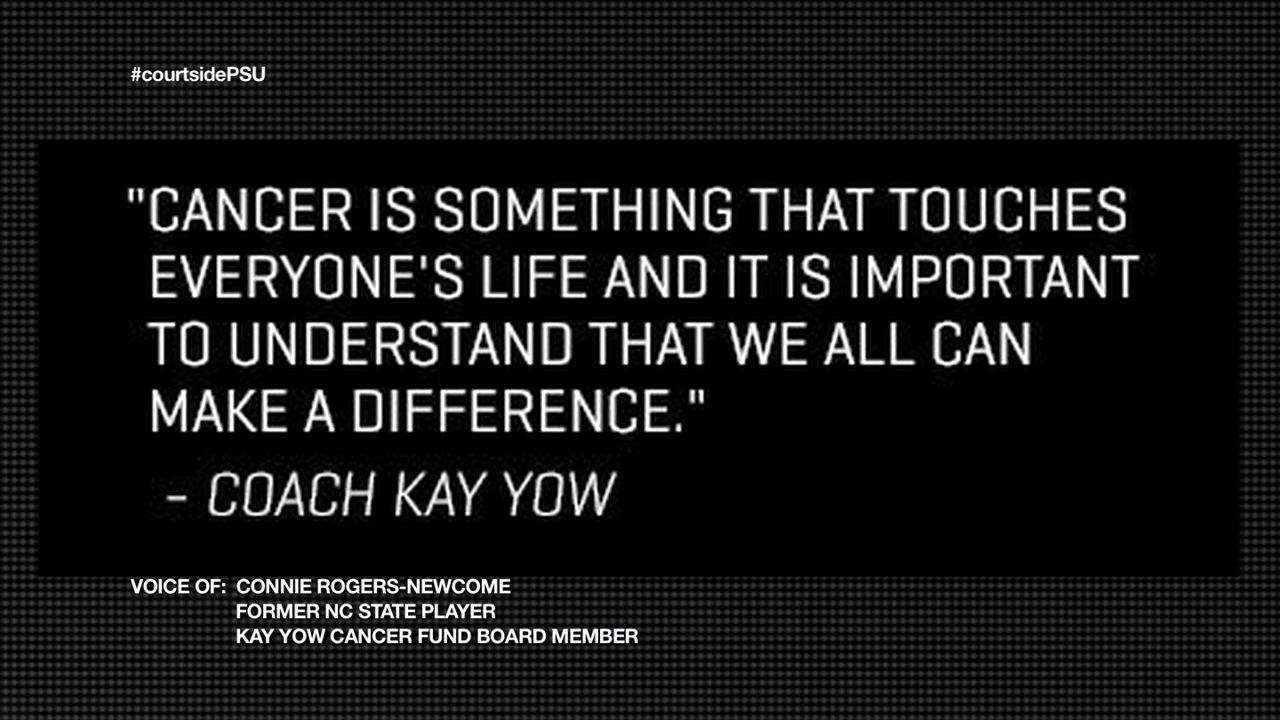 #courtsidePSU
"CANCER IS SOMETHING THAT TOUCHES
EVERYONE'S LIFE AND IT IS IMPORTANT
TO UNDERSTAND THAT WE ALL CAN
MAKE A DIFFERENCE."
– COACH KAY YOW
VOICE OF: CONNIE ROGERS-NEWCOME
FORMER NC STATE PLAYER
KAY YOW CANCER FUND BOARD MEMBER